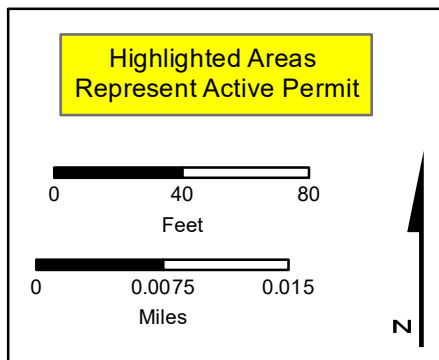 Highlighted Areas
Represent Active Permit
0 40 80
Feet
0 0.0075 0.015
Miles
N